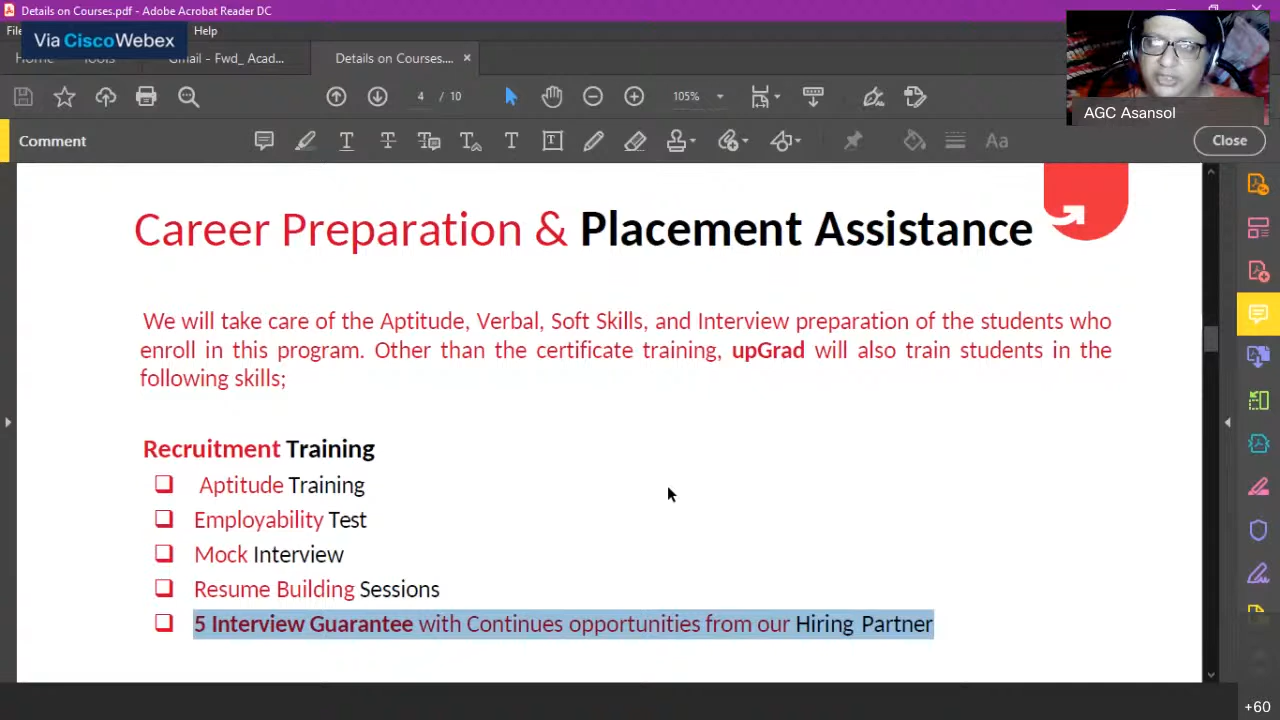 Details on Courses.pdf - Adobe Acrobat Reader DC
Via CiscoWebex
Help
Home Tools Gmail - Fwd_ Acad... Details on Courses....
4 / 10 105%
AGC Asansol
Comment
Aa
Close
Career Preparation & Placement Assistance
We will take care of the Aptitude, Verbal, Soft Skills, and Interview preparation of the students who
enroll in this program. Other than the certificate training, upGrad will also train students in the
following skills;
Recruitment Training
Aptitude Training
Employability Test
Mock Interview
Resume Building Sessions
5 Interview Guarantee with Continues opportunities from our Hiring Partner
+60